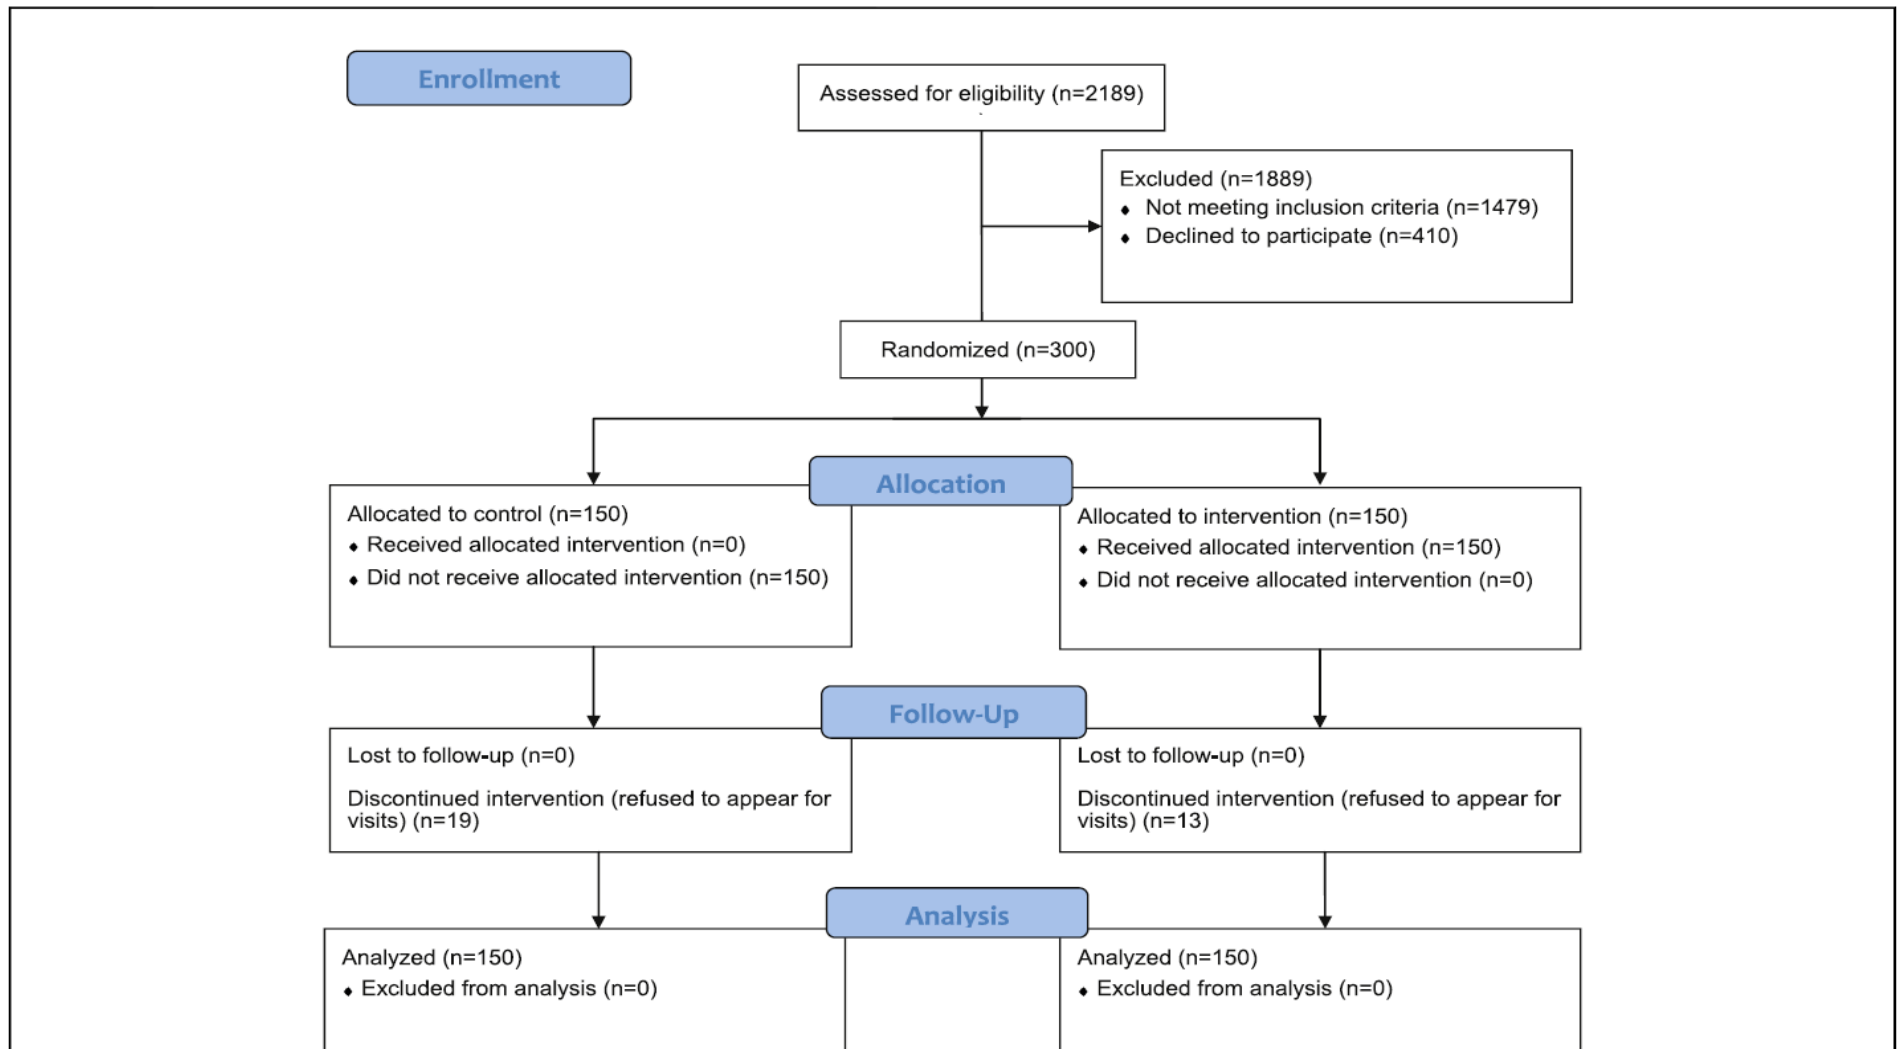 Enrollment
Assessed for eligibility (n=2189)
Excluded (n=1889)
♦ Not meeting inclusion criteria (n=1479)
♦ Declined to participate (n=410)
Randomized (n=300)
Allocation
Allocated to control (n=150)
♦ Received allocated intervention (n=0)
♦ Did not receive allocated intervention (n=150)
Allocated to intervention (n=150)
♦ Received allocated intervention (n=150)
♦ Did not receive allocated intervention (n=0)
Follow-Up
Lost to follow-up (n=0)
Discontinued intervention (refused to appear for
visits) (n=19)
Lost to follow-up (n=0)
Discontinued intervention (refused to appear for
visits) (n=13)
Analysis
Analyzed (n=150)
♦ Excluded from analysis (n=0)
Analyzed (n=150)
♦ Excluded from analysis (n=0)